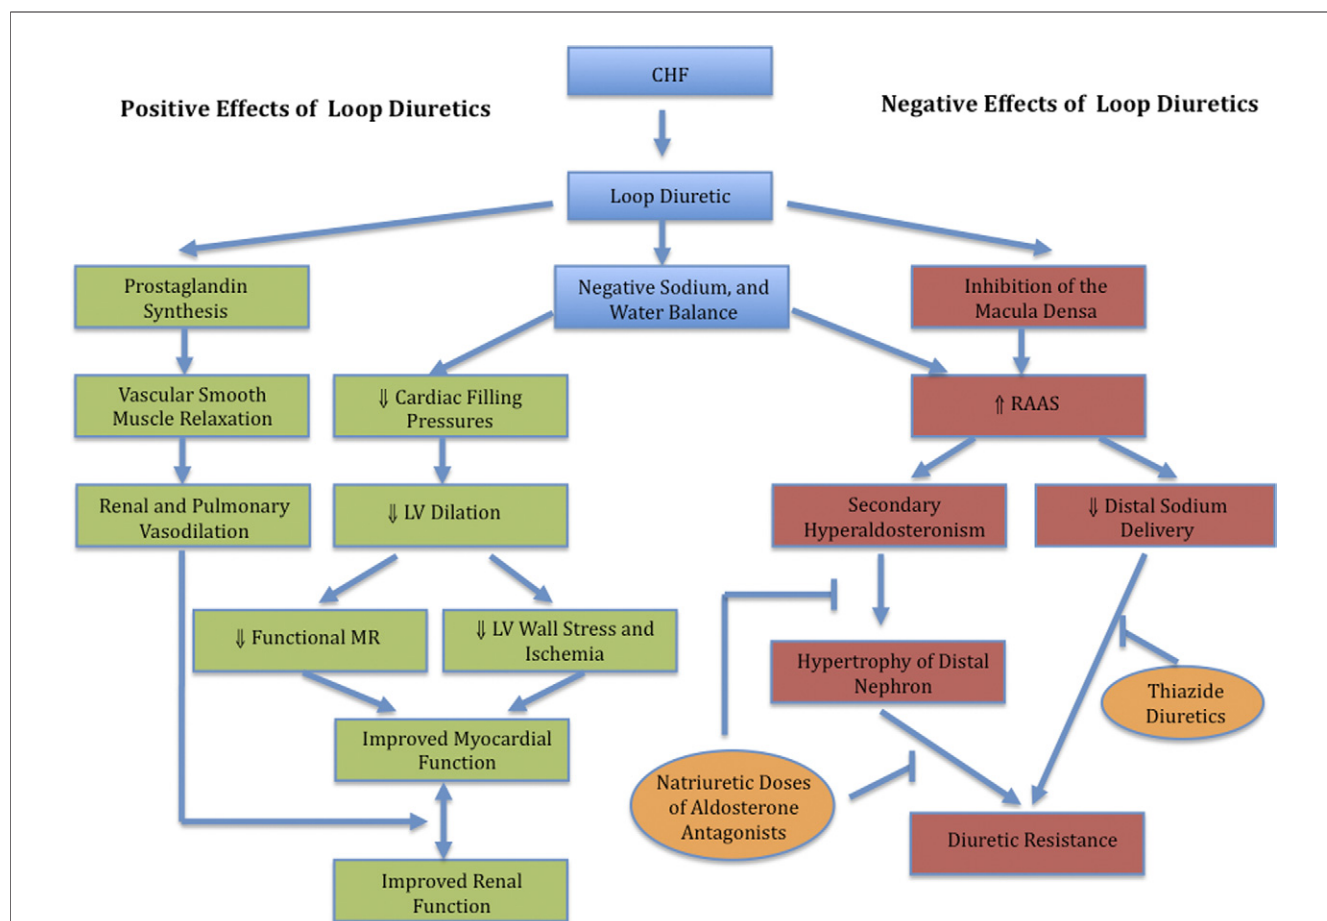 CHF
Positive Effects of Loop Diuretics
Negative Effects of Loop Diuretics
Loop Diuretic
Prostaglandin
Synthesis
Negative Sodium, and
Water Balance
Inhibition of the
Macula Densa
Vascular Smooth
Muscle Relaxation
⇓ Cardiac Filling
Pressures
⇑ RAAS
Renal and Pulmonary
Vasodilation
⇓ LV Dilation
Secondary
Hyperaldosteronism
⇓ Distal Sodium
Delivery
⇓ Functional MR
⇓ LV Wall Stress and
Ischemia
Hypertrophy of Distal
Nephron
Thiazide
Diuretics
Improved Myocardial
Function
Natriuretic Doses
of Aldosterone
Antagonists
Diuretic Resistance
Improved Renal
Function